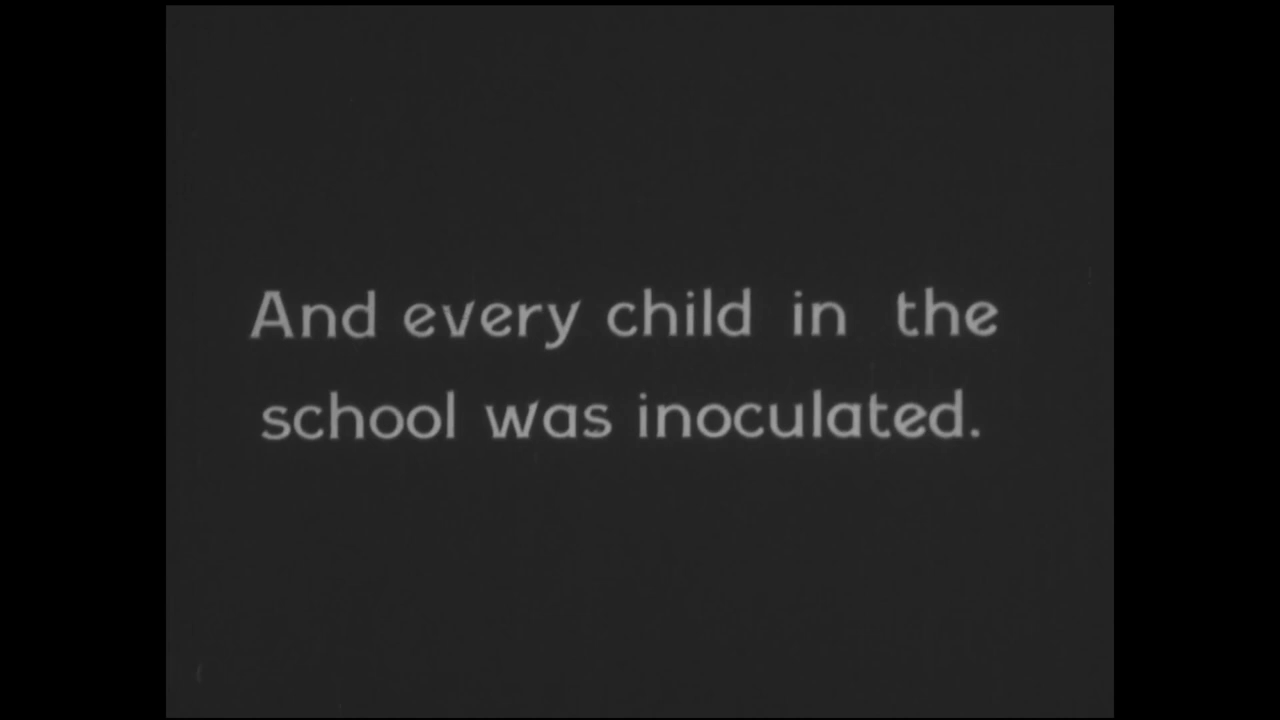 And every child in the
school was inoculated.